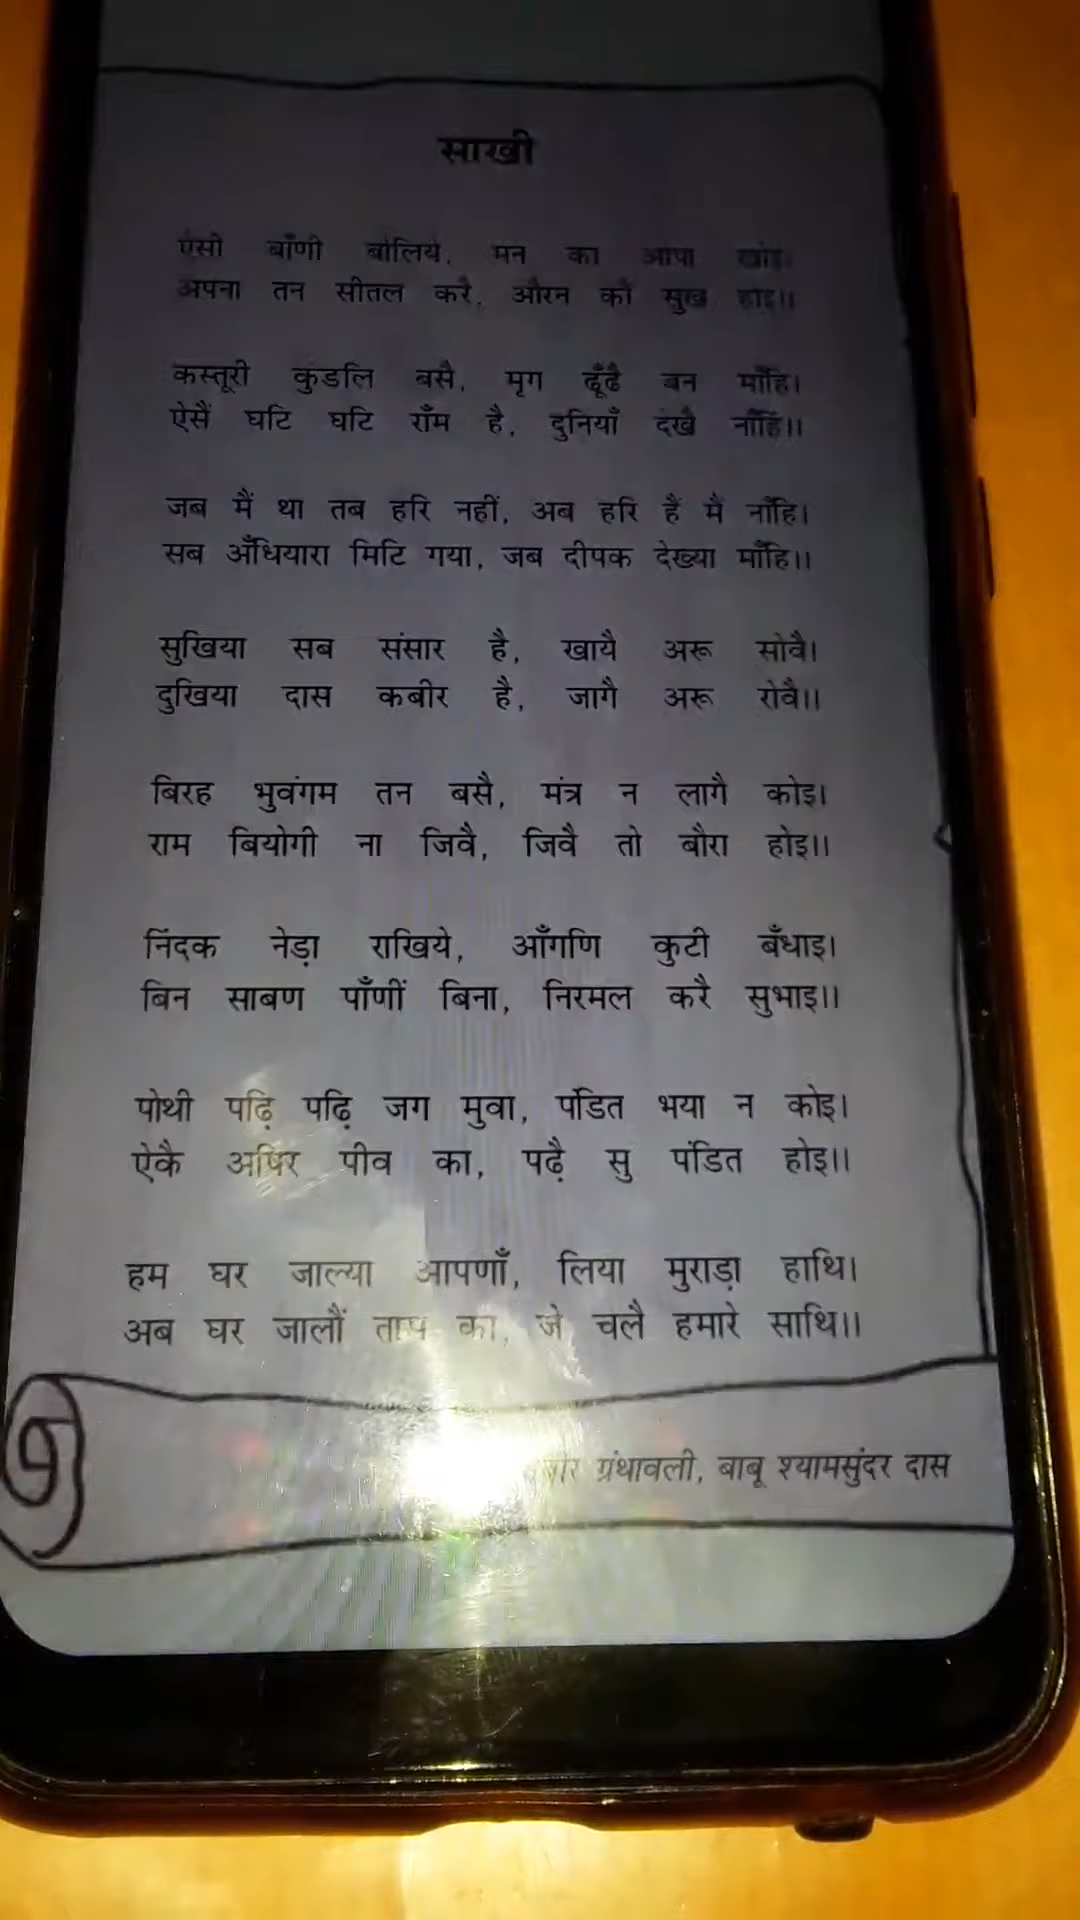 साखी
ऐसी बाँणी बोलिये, मन का आपा खोइ।
अपना तन सीतल करै, औरन कौं सुख होइ।।
कस्तूरी कुंडलि बसै, मृग ढूँढै बन माँहि।
ऐसैं घटि घटि राँम है, दुनियाँ देखै नाँहिं।।
जब मैं था तब हरि नहीं, अब हरि हैं मैं नाँहि।
सब अँधियारा मिटि गया, जब दीपक देख्या माँहि।।
सुखिया सब संसार है, खायै अरू सोवै।
दुखिया दास कबीर है, जागै अरू रोवै।।
बिरह भुवंगम तन बसै, मंत्र न लागै कोइ।
राम बियोगी ना जिवै, जिवै तो बौरा होइ।।
निंदक नेड़ा राखिये, आँगणि कुटी बँधाइ।
बिन साबण पाँणीं बिना, निरमल करै सुभाइ।।
पोथी पढ़ि पढ़ि जग मुवा, पंडित भया न कोइ।
ऐकै अषिर पीव का, पढ़ै सु पंडित होइ।।
हम घर जाल्या आपणाँ, लिया मुराड़ा हाथि।
अब घर जालौं तास का, जे चलै हमारे साथि।।
ग्रंथावली, बाबू श्यामसुंदर दास